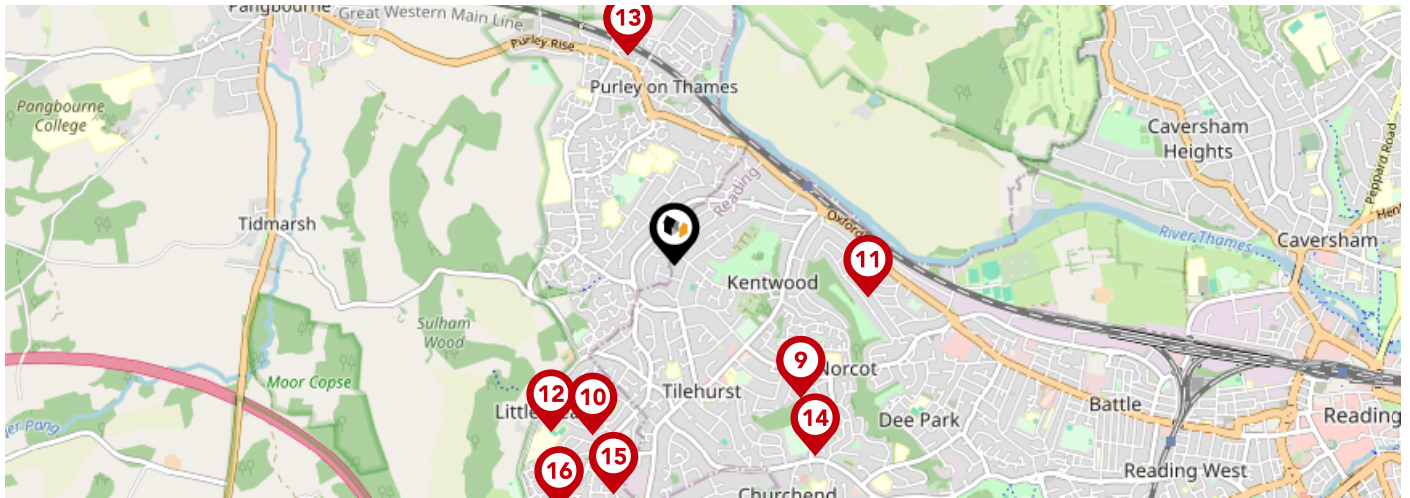 Pangbourne
Great Western Main Line
13
Purley Rise
Purley on Thames
Pangbourne
College
Caversham
Heights
Peppard Road
Reading
Tidmarsh
Oxford
River Thames
Caversham
11
Kentwood
Sulham
Wood
9
Norcot
Moor Copse
12
10
Tilehurst
14
Dee Park
Battle
Reading
15
16
Reading West
Churchend